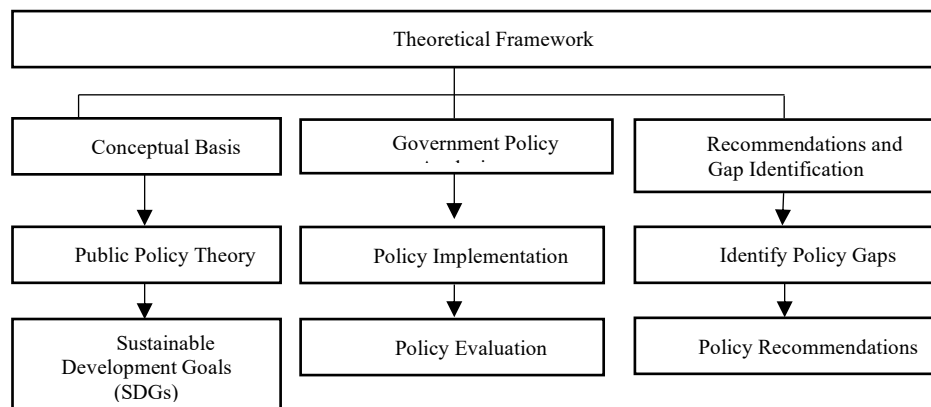 Theoretical Framework
Conceptual Basis
Government Policy
Recommendations and
Gap Identification
Public Policy Theory
Policy Implementation
Identify Policy Gaps
Sustainable
Development Goals
(SDGs)
Policy Evaluation
Policy Recommendations